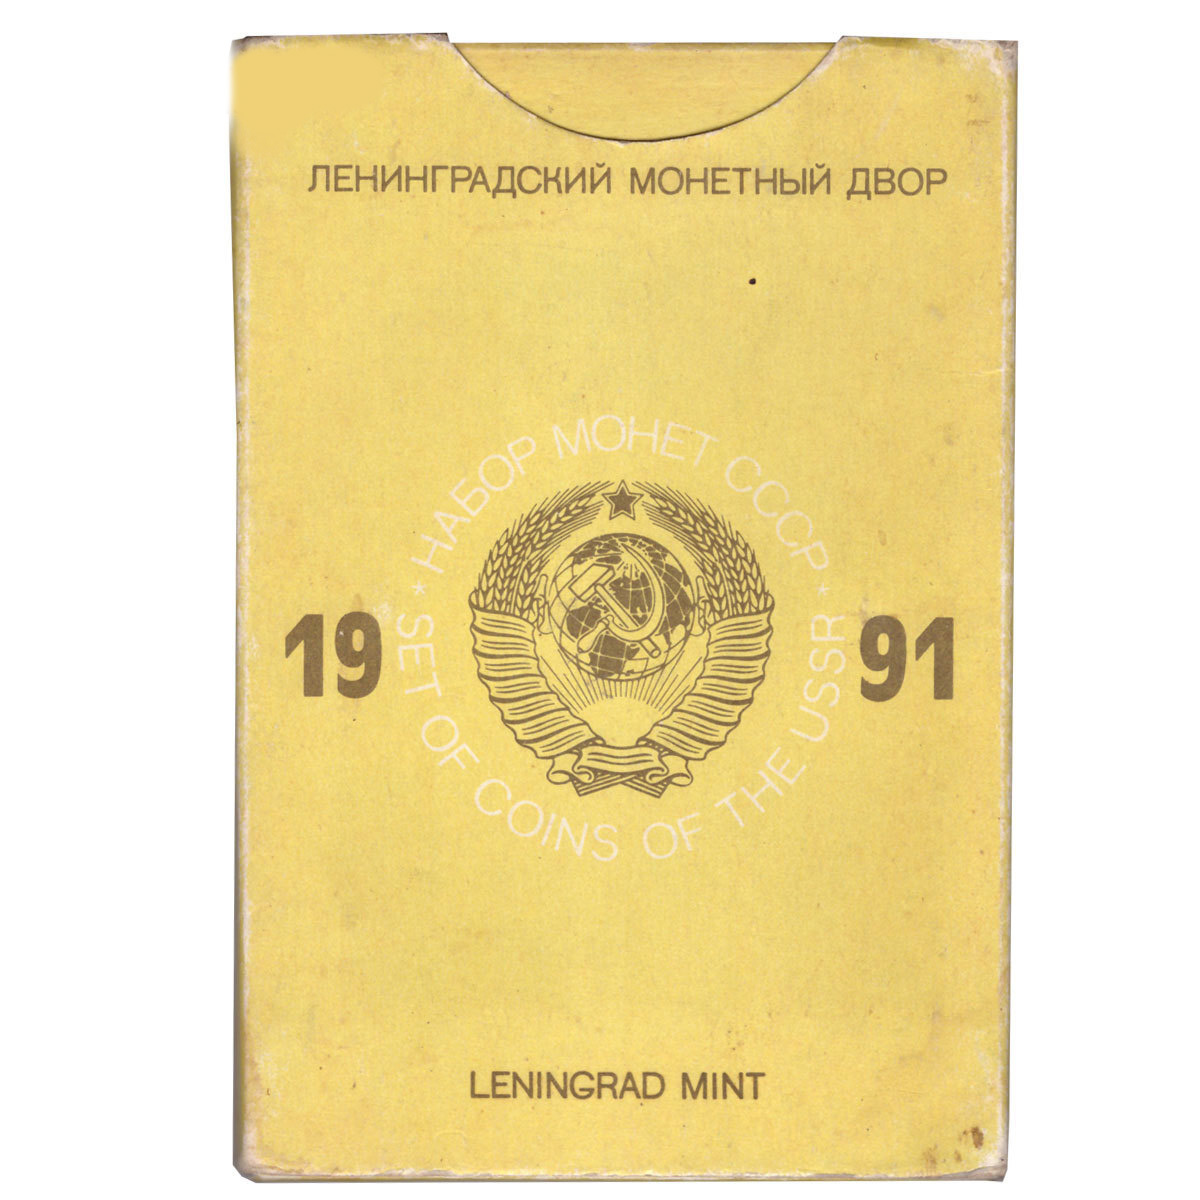 ЛЕНИНГРАДСКИЙ МОНЕТНЫЙ ДВОР
* НАБОР МОНЕТ СССР *
19 91
SET OF COINS OF THE USSR
LENINGRAD MINT